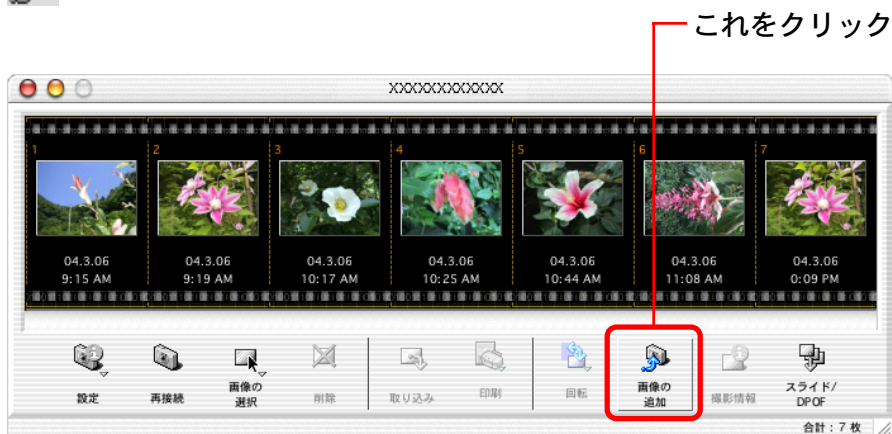 これをクリック
XXXXXXXXXXXX
1 2 3 4 5 6 7
04.3.06 04.3.06 04.3.06 04.3.06 04.3.06 04.3.06 04.3.06
9:15 AM 9:19 AM 10:17 AM 10:25 AM 10:44 AM 11:08 AM 0:09 PM
設定 再接続 画像の選択 削除 取り込み 印刷 回転 画像の追加 撮影情報 スライド/DPOF
合計:7 枚